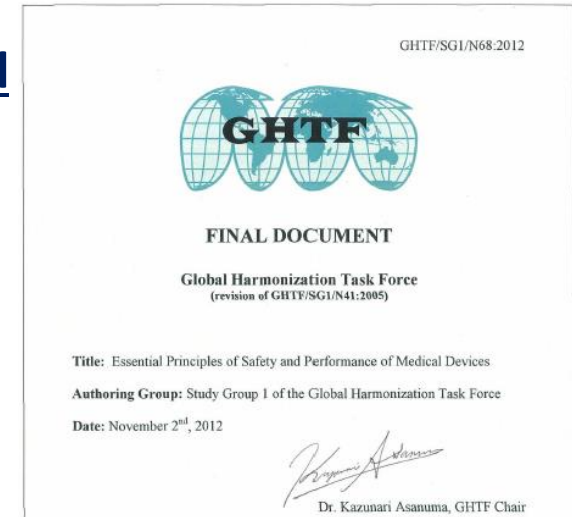 GHTF/SG1/N68:2012
GHTF
FINAL DOCUMENT
Global Harmonization Task Force
(revision of GHTF/SG1/N41:2005)
Title: Essential Principles of Safety and Performance of Medical Devices
Authoring Group: Study Group 1 of the Global Harmonization Task Force
Date: November 2nd, 2012
Dr. Kazunari Asanuma, GHTF Chair